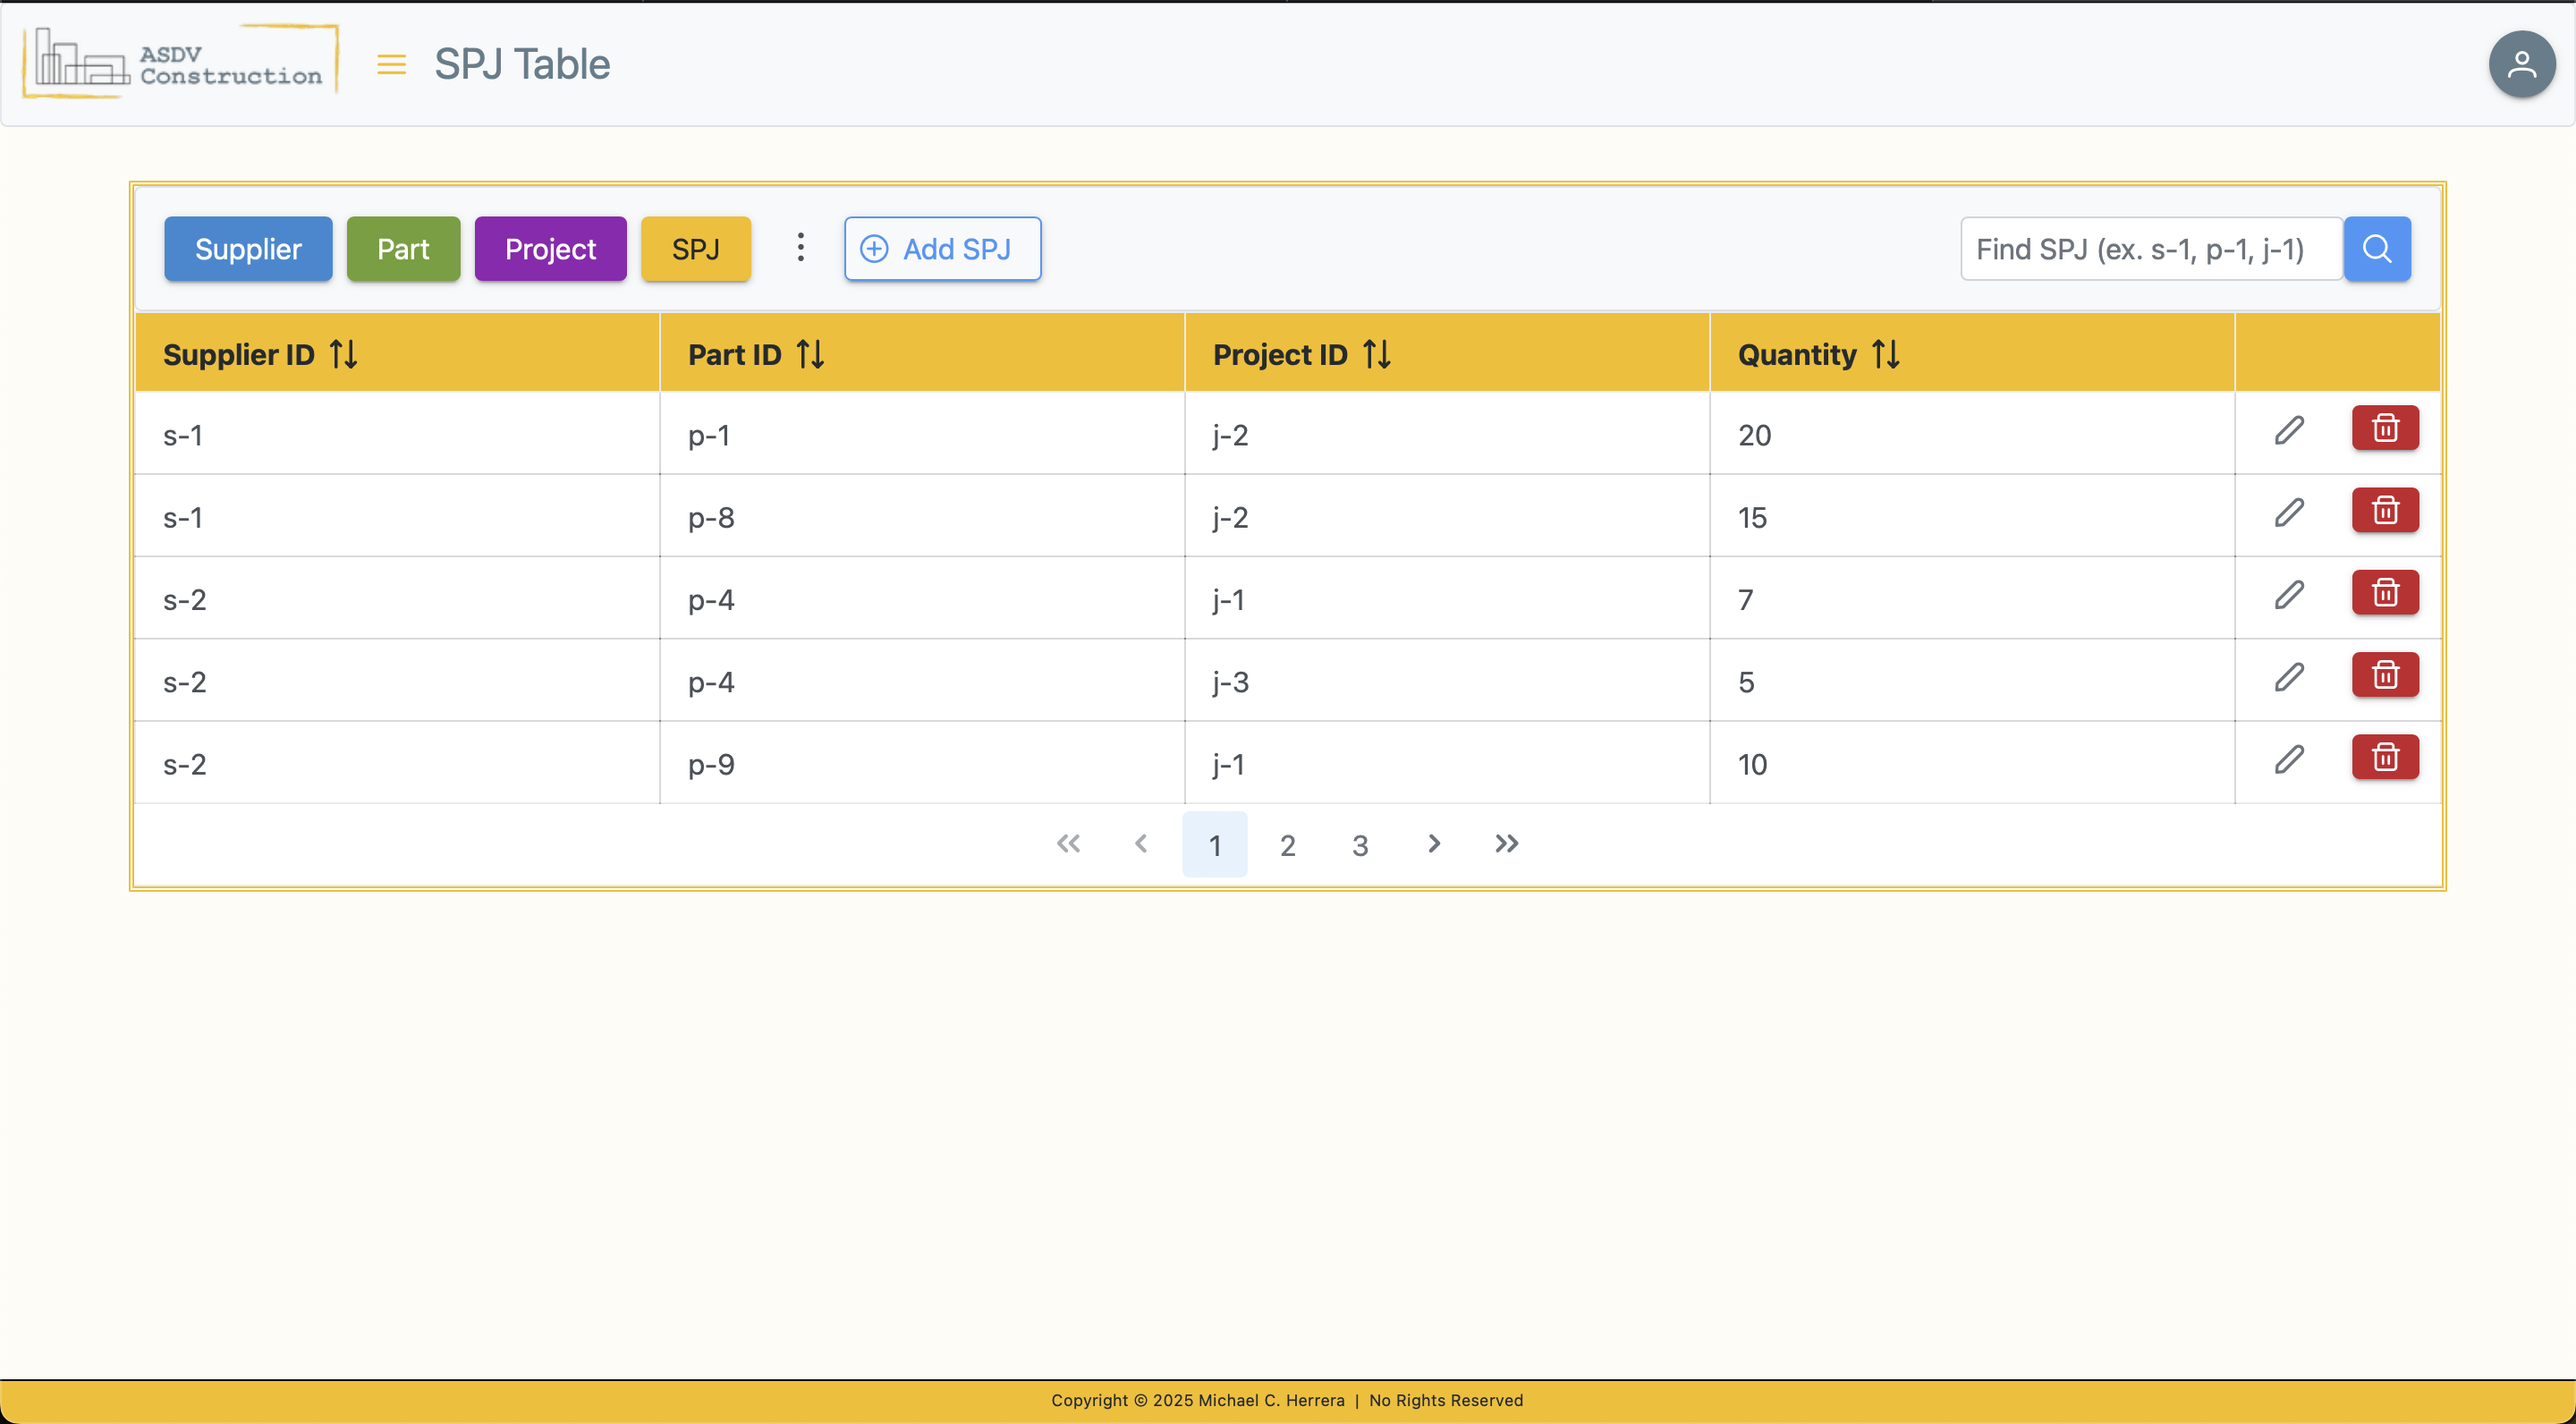 ASDV
Construction
SPJ Table
Supplier Part Project SPJ Add SPJ Find SPJ (ex. s-1, p-1, j-1)
Supplier ID Part ID Project ID Quantity
s-1 p-1 j-2 20
s-1 p-8 j-2 15
s-2 p-4 j-1 7
s-2 p-4 j-3 5
s-2 p-9 j-1 10
1 2 3
Copyright © 2025 Michael C. Herrera | No Rights Reserved